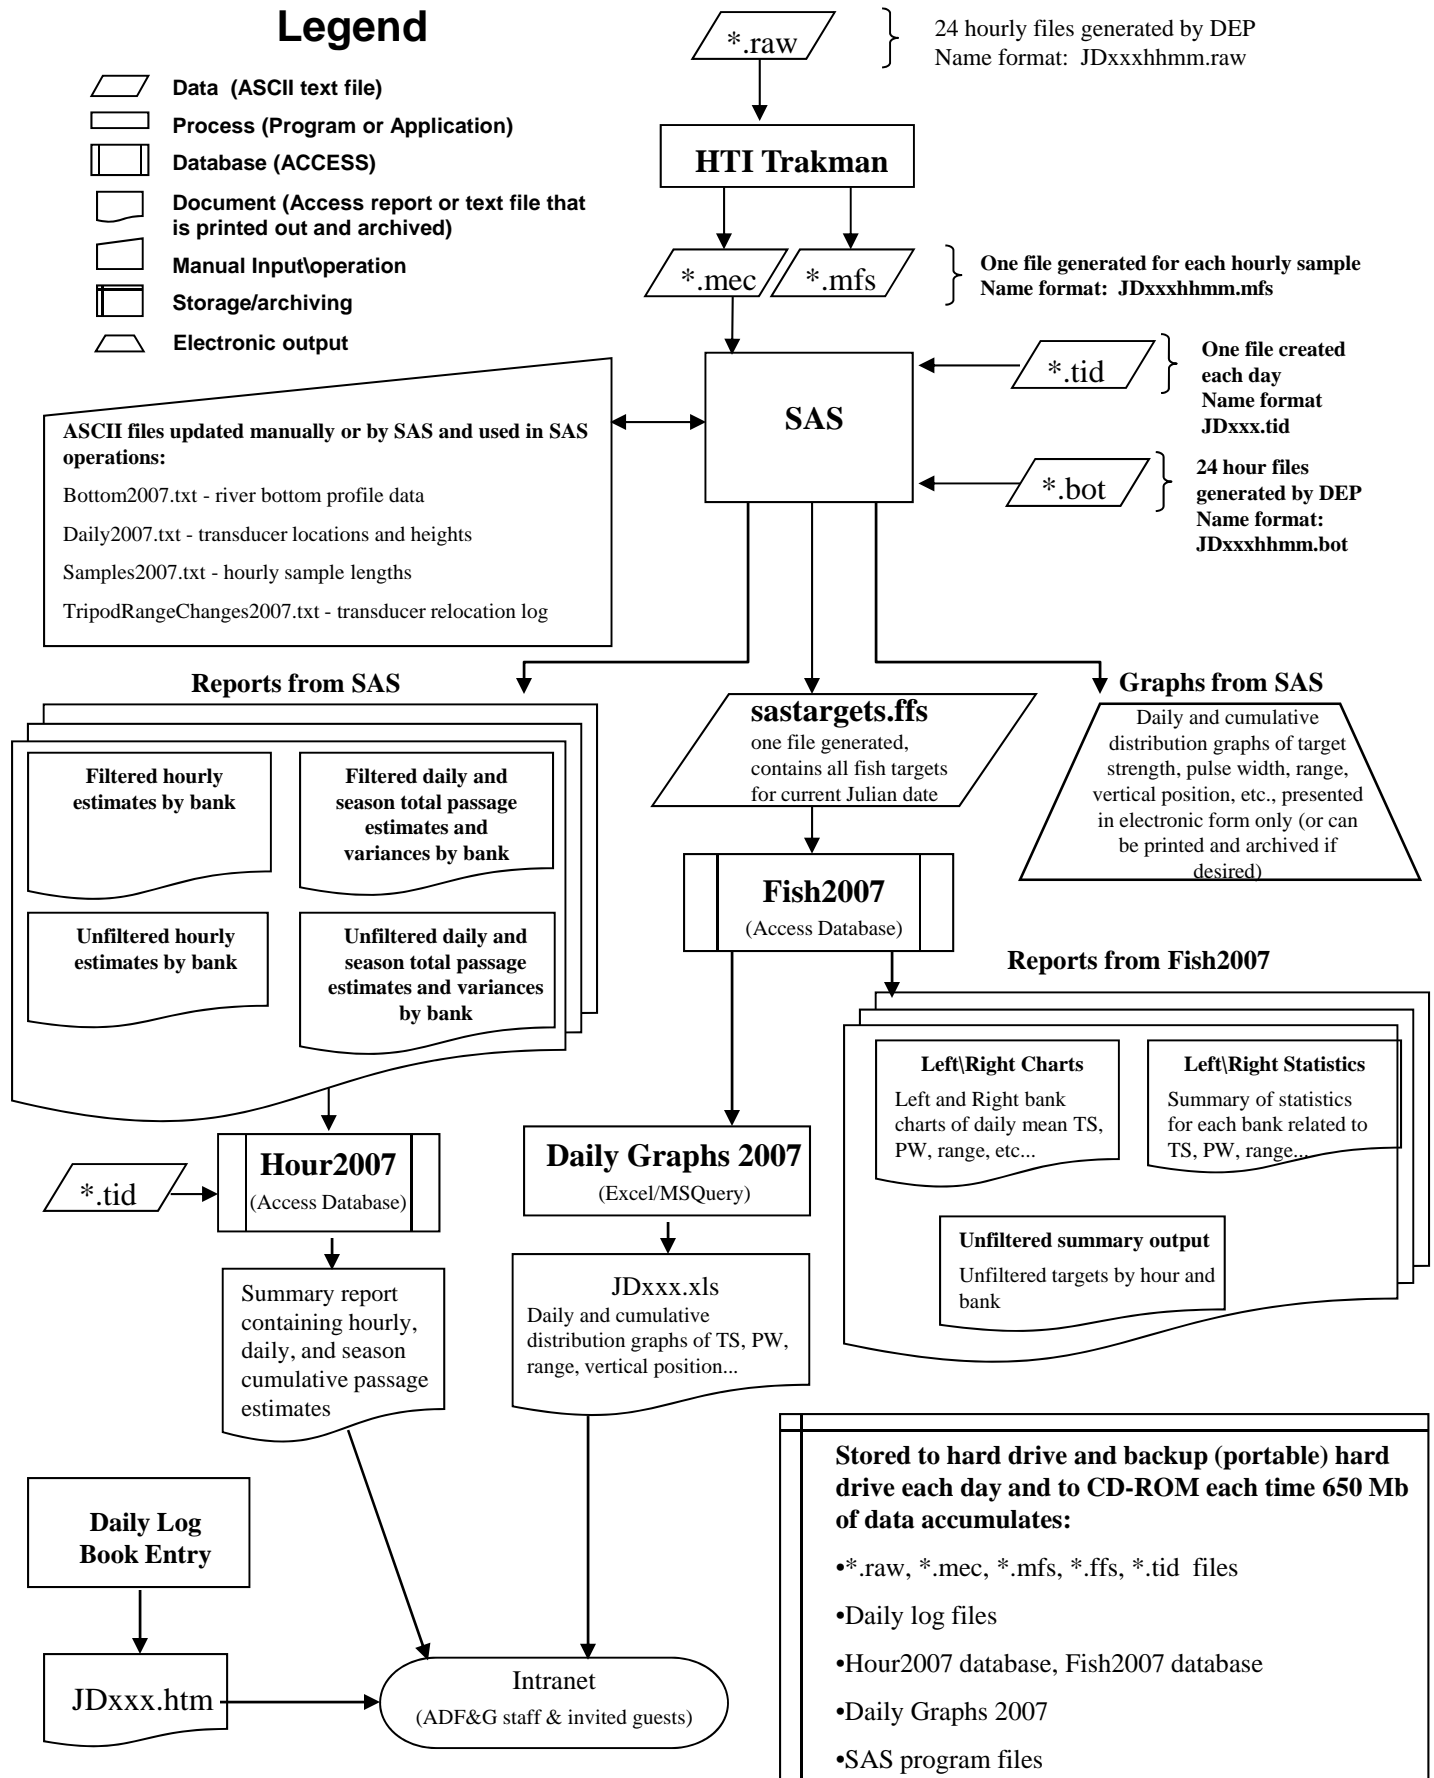 Legend
Data (ASCII text file)
Process (Program or Application)
Database (ACCESS)
Document (Access report or text file that
is printed out and archived)
Manual Input\operation
Storage/archiving
Electronic output
*.raw
24 hourly files generated by DEP
Name format: JDxxxhhmm.raw
HTI Trakman
*.mec
*.mfs
One file generated for each hourly sample
Name format: JDxxxhhmm.mfs
SAS
*.tid
One file created
each day
Name format
JDxxx.tid
*.bot
24 hour files
generated by DEP
Name format:
JDxxxhhmm.bot
ASCII files updated manually or by SAS and used in SAS
operations:
Bottom2007.txt - river bottom profile data
Daily2007.txt - transducer locations and heights
Samples2007.txt - hourly sample lengths
TripodRangeChanges2007.txt - transducer relocation log
Reports from SAS
Filtered hourly
estimates by bank
Filtered daily and
season total passage
estimates and
variances by bank
Unfiltered hourly
estimates by bank
Unfiltered daily and
season total passage
estimates and variances
by bank
sastargets.ffs
one file generated,
contains all fish targets
for current Julian date
Graphs from SAS
Daily and cumulative
distribution graphs of target
strength, pulse width, range,
vertical position, etc., presented
in electronic form only (or can
be printed and archived if
desired)
Fish2007
(Access Database)
Reports from Fish2007
Left\Right Charts
Left and Right bank
charts of daily mean TS,
PW, range, etc...
Left\Right Statistics
Summary of statistics
for each bank related to
TS, PW, range...
Unfiltered summary output
Unfiltered targets by hour and
bank
*.tid
Hour2007
(Access Database)
Daily Graphs 2007
(Excel/MSQuery)
Summary report
containing hourly,
daily, and season
cumulative passage
estimates
JDxxx.xls
Daily and cumulative
distribution graphs of TS, PW,
range, vertical position...
Daily Log
Book Entry
JDxxx.htm
Intranet
(ADF&G staff & invited guests)
Stored to hard drive and backup (portable) hard
drive each day and to CD-ROM each time 650 Mb
of data accumulates:
•*.raw, *.mec, *.mfs, *.ffs, *.tid files
•Daily log files
•Hour2007 database, Fish2007 database
•Daily Graphs 2007
•SAS program files